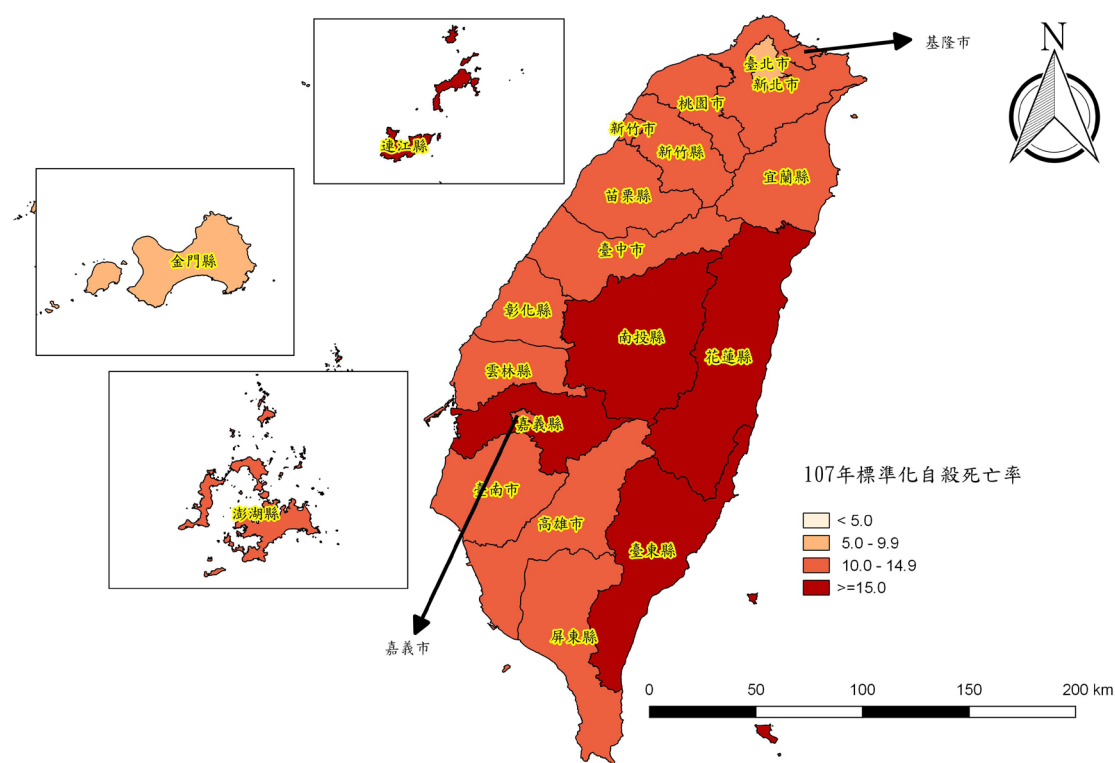 N
基隆市
臺北市
新北市
桃園市
連江縣
新竹市
新竹縣
宜蘭縣
苗栗縣
臺中市
金門縣
彰化縣
南投縣
花蓮縣
雲林縣
嘉義縣
臺南市
澎湖縣
高雄市
臺東縣
屏東縣
嘉義市
107年標準化自殺死亡率
< 5.0
5.0 - 9.9
10.0 - 14.9
>=15.0
0 50 100 150 200 km